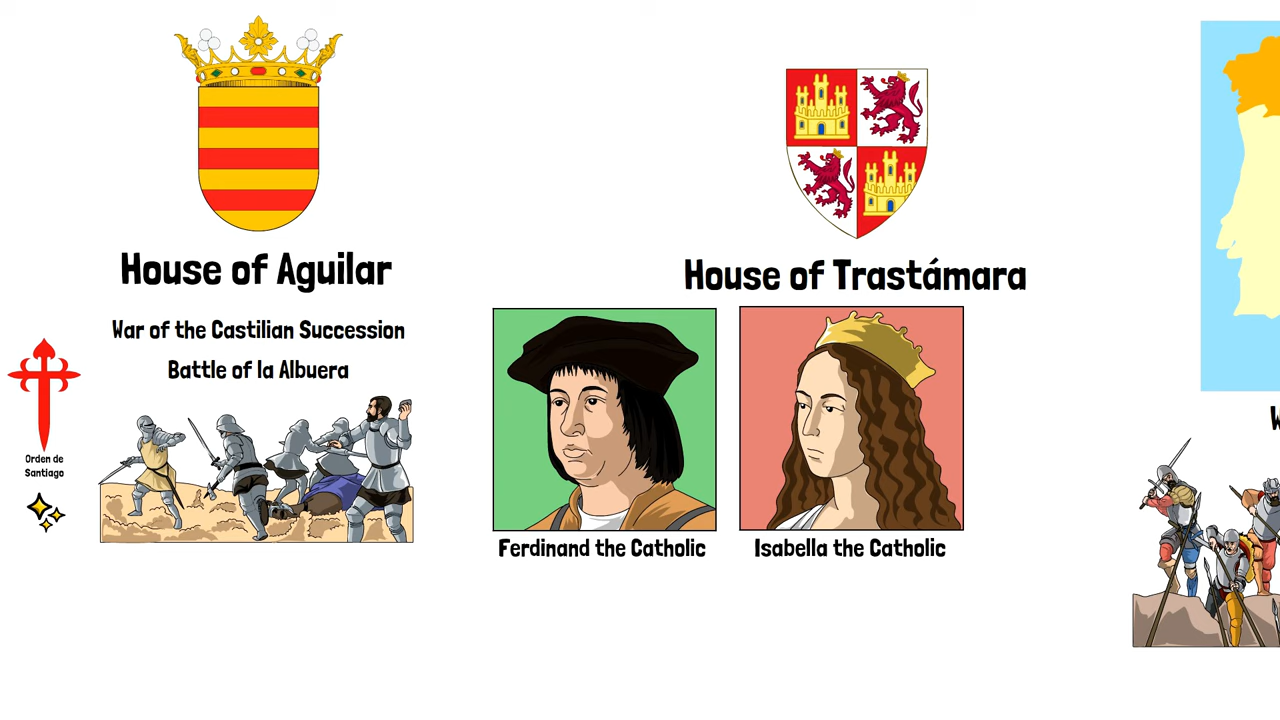 House of Aguilar
War of the Castilian Succession
Battle of la Albuera
Orden de
Santiago
House of Trastámara
Ferdinand the Catholic
Isabella the Catholic